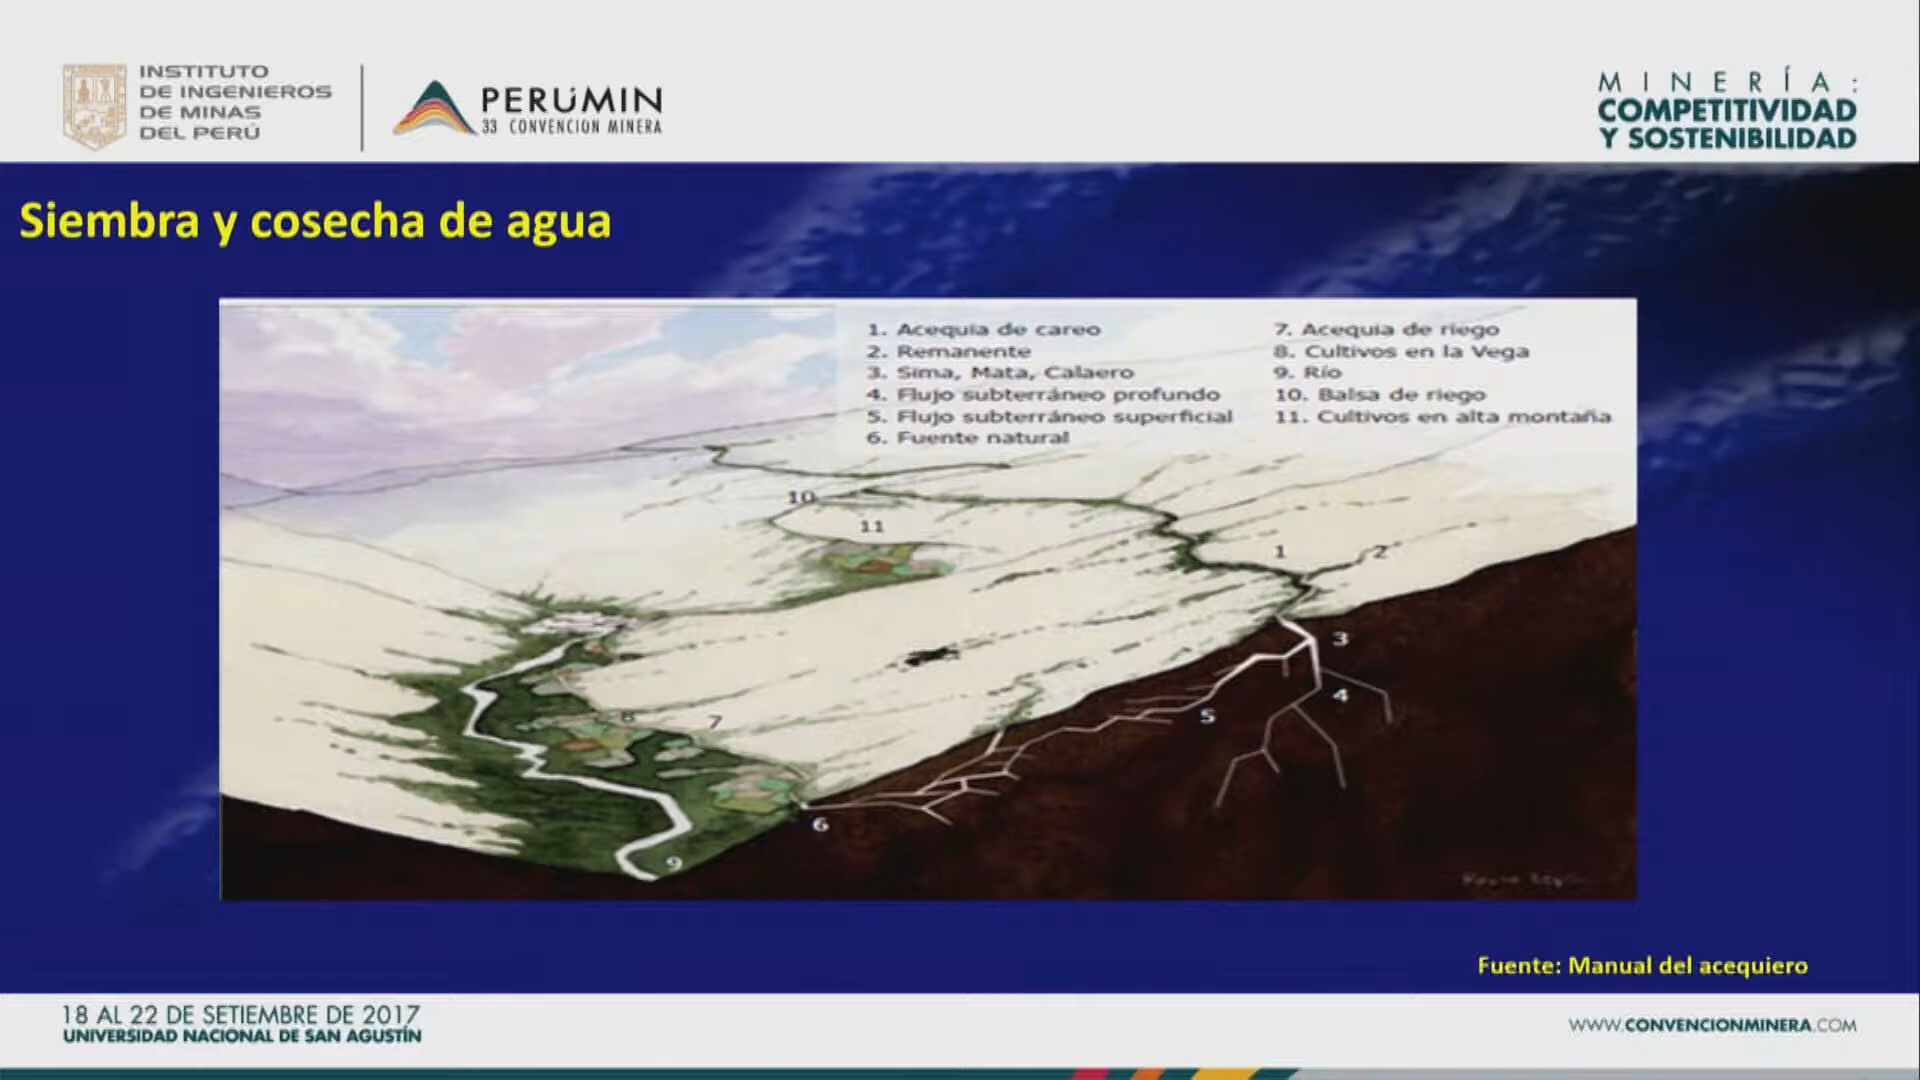 INSTITUTO
DE INGENIEROS
DE MINAS
DEL PERÚ
PERÚMIN
33 CONVENCIÓN MINERA
MINERÍA:
COMPETITIVIDAD
Y SOSTENIBILIDAD
Siembra y cosecha de agua
1. Acequia de careo
2. Remanente
3. Sima, Mata, Calaero
4. Flujo subterráneo profundo
5. Flujo subterráneo superficial
6. Fuente natural
7. Acequia de riego
8. Cultivos en la Vega
9. Río
10. Balsa de riego
11. Cultivos en alta montaña
10
11
1
2
3
4
5
8
7
6
9
Fuente: Manual del acequiero
18 AL 22 DE SETIEMBRE DE 2017
UNIVERSIDAD NACIONAL DE SAN AGUSTÍN
WWW.CONVENCIONMINERA.COM